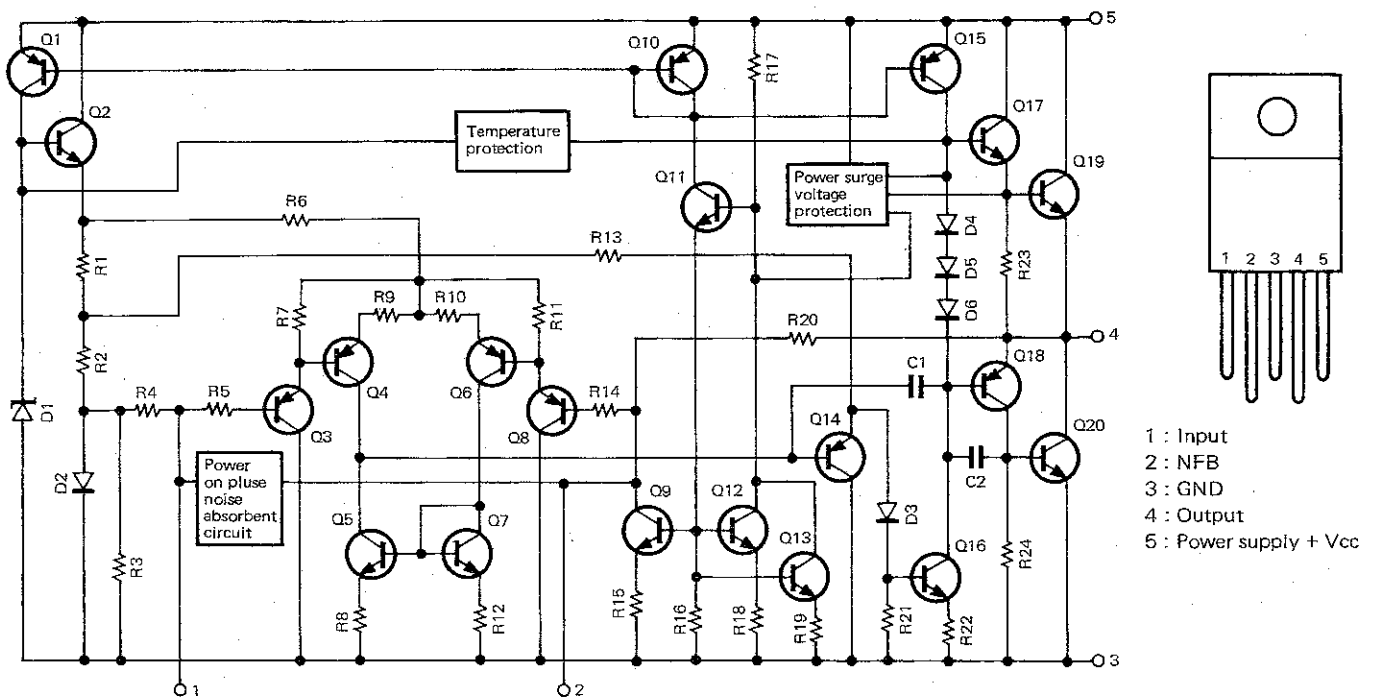 Q1
Q10
Q15
5
R17
Q2
Q17
Temperature
protection
Q19
Q11
Power surge
voltage
protection
R6
D4
R13
D5
R23
R1
D6
R9
R10
R7
R11
R20
4
R2
C1
Q18
R4
R5
Q4
Q6
R14
D1
Q3
Q8
Q14
Q20
D2
Power
on pluse
noise
absorbent
circuit
C2
Q9
Q12
D3
Q5
Q7
Q13
Q16
R3
R24
R8
R12
R15
R16
R18
R19
R21
R22
3
1
2
1 2 3 4 5
1 : Input
2 : NFB
3 : GND
4 : Output
5 : Power supply + Vcc